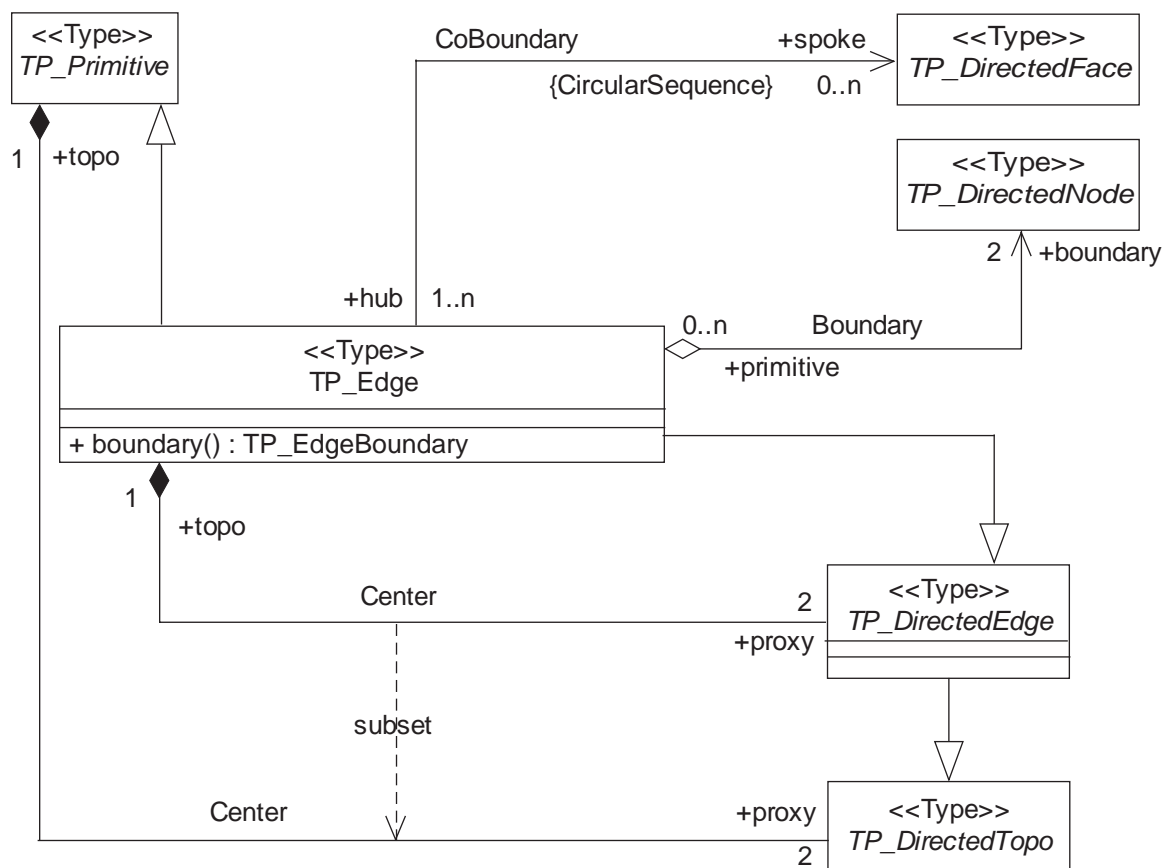 <<Type>>
TP_Primitive
CoBoundary
+spoke
{CircularSequence}
0..n
<<Type>>
TP_DirectedFace
1
+topo
<<Type>>
TP_DirectedNode
2
+boundary
+hub
1..n
0..n
Boundary
+primitive
<<Type>>
TP_Edge
+ boundary() : TP_EdgeBoundary
1
+topo
Center
2
+proxy
<<Type>>
TP_DirectedEdge
subset
Center
+proxy
2
<<Type>>
TP_DirectedTopo